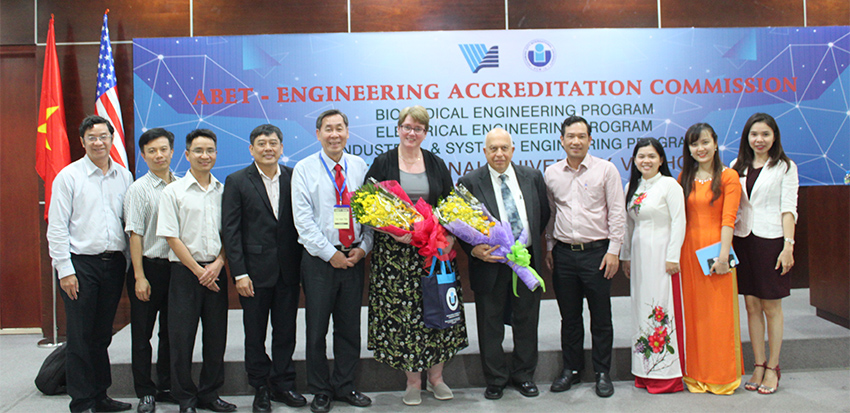 ABET - ENGINEERING ACCREDITATION COMMISSION
BIOMEDICAL ENGINEERING PROGRAM
ELECTRICAL ENGINEERING PROGRAM
INDUSTRIAL & SYSTEMS ENGINEERING PROGRAM